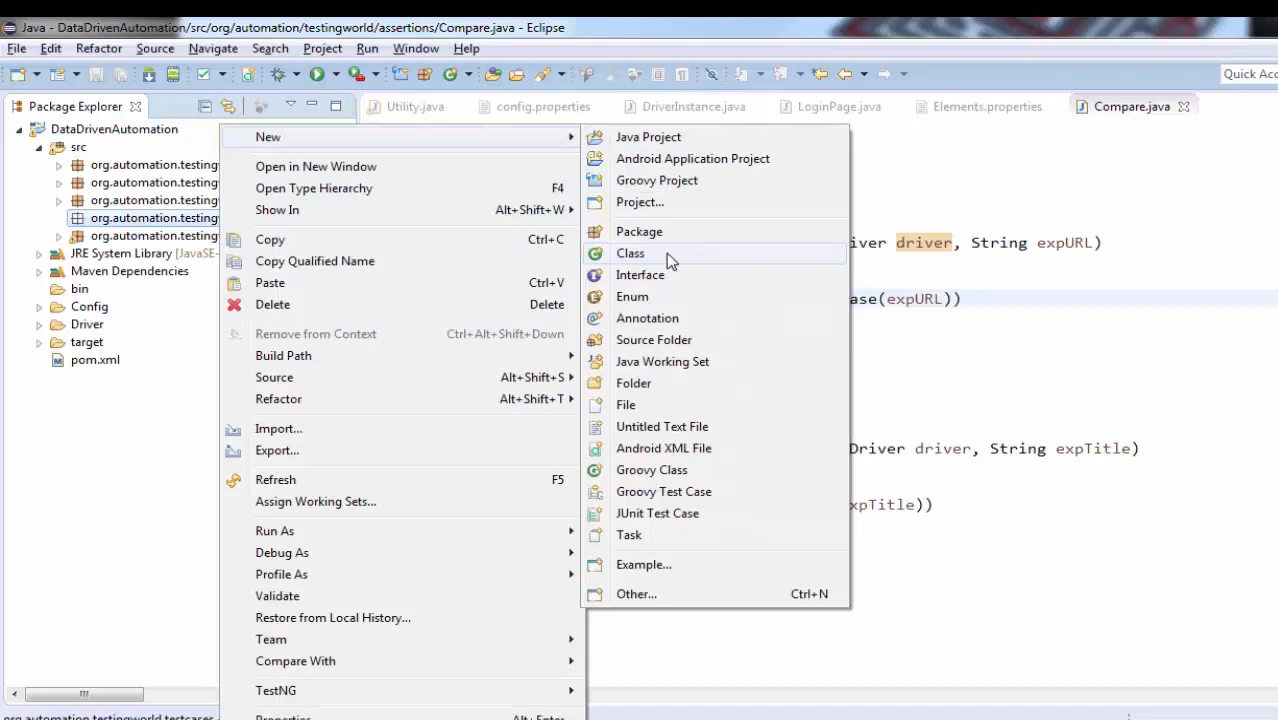 Java - DataDrivenAutomation/src/org/automation/testingworld/assertions/Compare.java - Eclipse
File Edit Refactor Source Navigate Search Project Run Window Help
Quick Acc
Package Explorer
Utility.java config.properties DriverInstance.java LoginPage.java Elements.properties Compare.java
DataDrivenAutomation
src
org.automation.testing
org.automation.testing
org.automation.testing
org.automation.testing
org.automation.testing
JRE System Library [JavaSE-
Maven Dependencies
bin
Config
Driver
target
pom.xml
New
Open in New Window
Open Type Hierarchy F4
Show In Alt+Shift+W
Copy Ctrl+C
Copy Qualified Name
Paste Ctrl+V
Delete Delete
Remove from Context Ctrl+Alt+Shift+Down
Build Path
Source Alt+Shift+S
Refactor Alt+Shift+T
Import...
Export...
Refresh F5
Assign Working Sets...
Run As
Debug As
Profile As
Validate
Restore from Local History...
Team
Compare With
TestNG
Properties Alt+Enter
Java Project
Android Application Project
Groovy Project
Project...
Package
Class
Interface
Enum
Annotation
Source Folder
Java Working Set
Folder
File
Untitled Text File
Android XML File
Groovy Class
Groovy Test Case
JUnit Test Case
Task
Example...
Other... Ctrl+N
iver driver, String expURL)
ase(expURL))
Driver driver, String expTitle)
xpTitle))
org.automation.testingworld.testcases